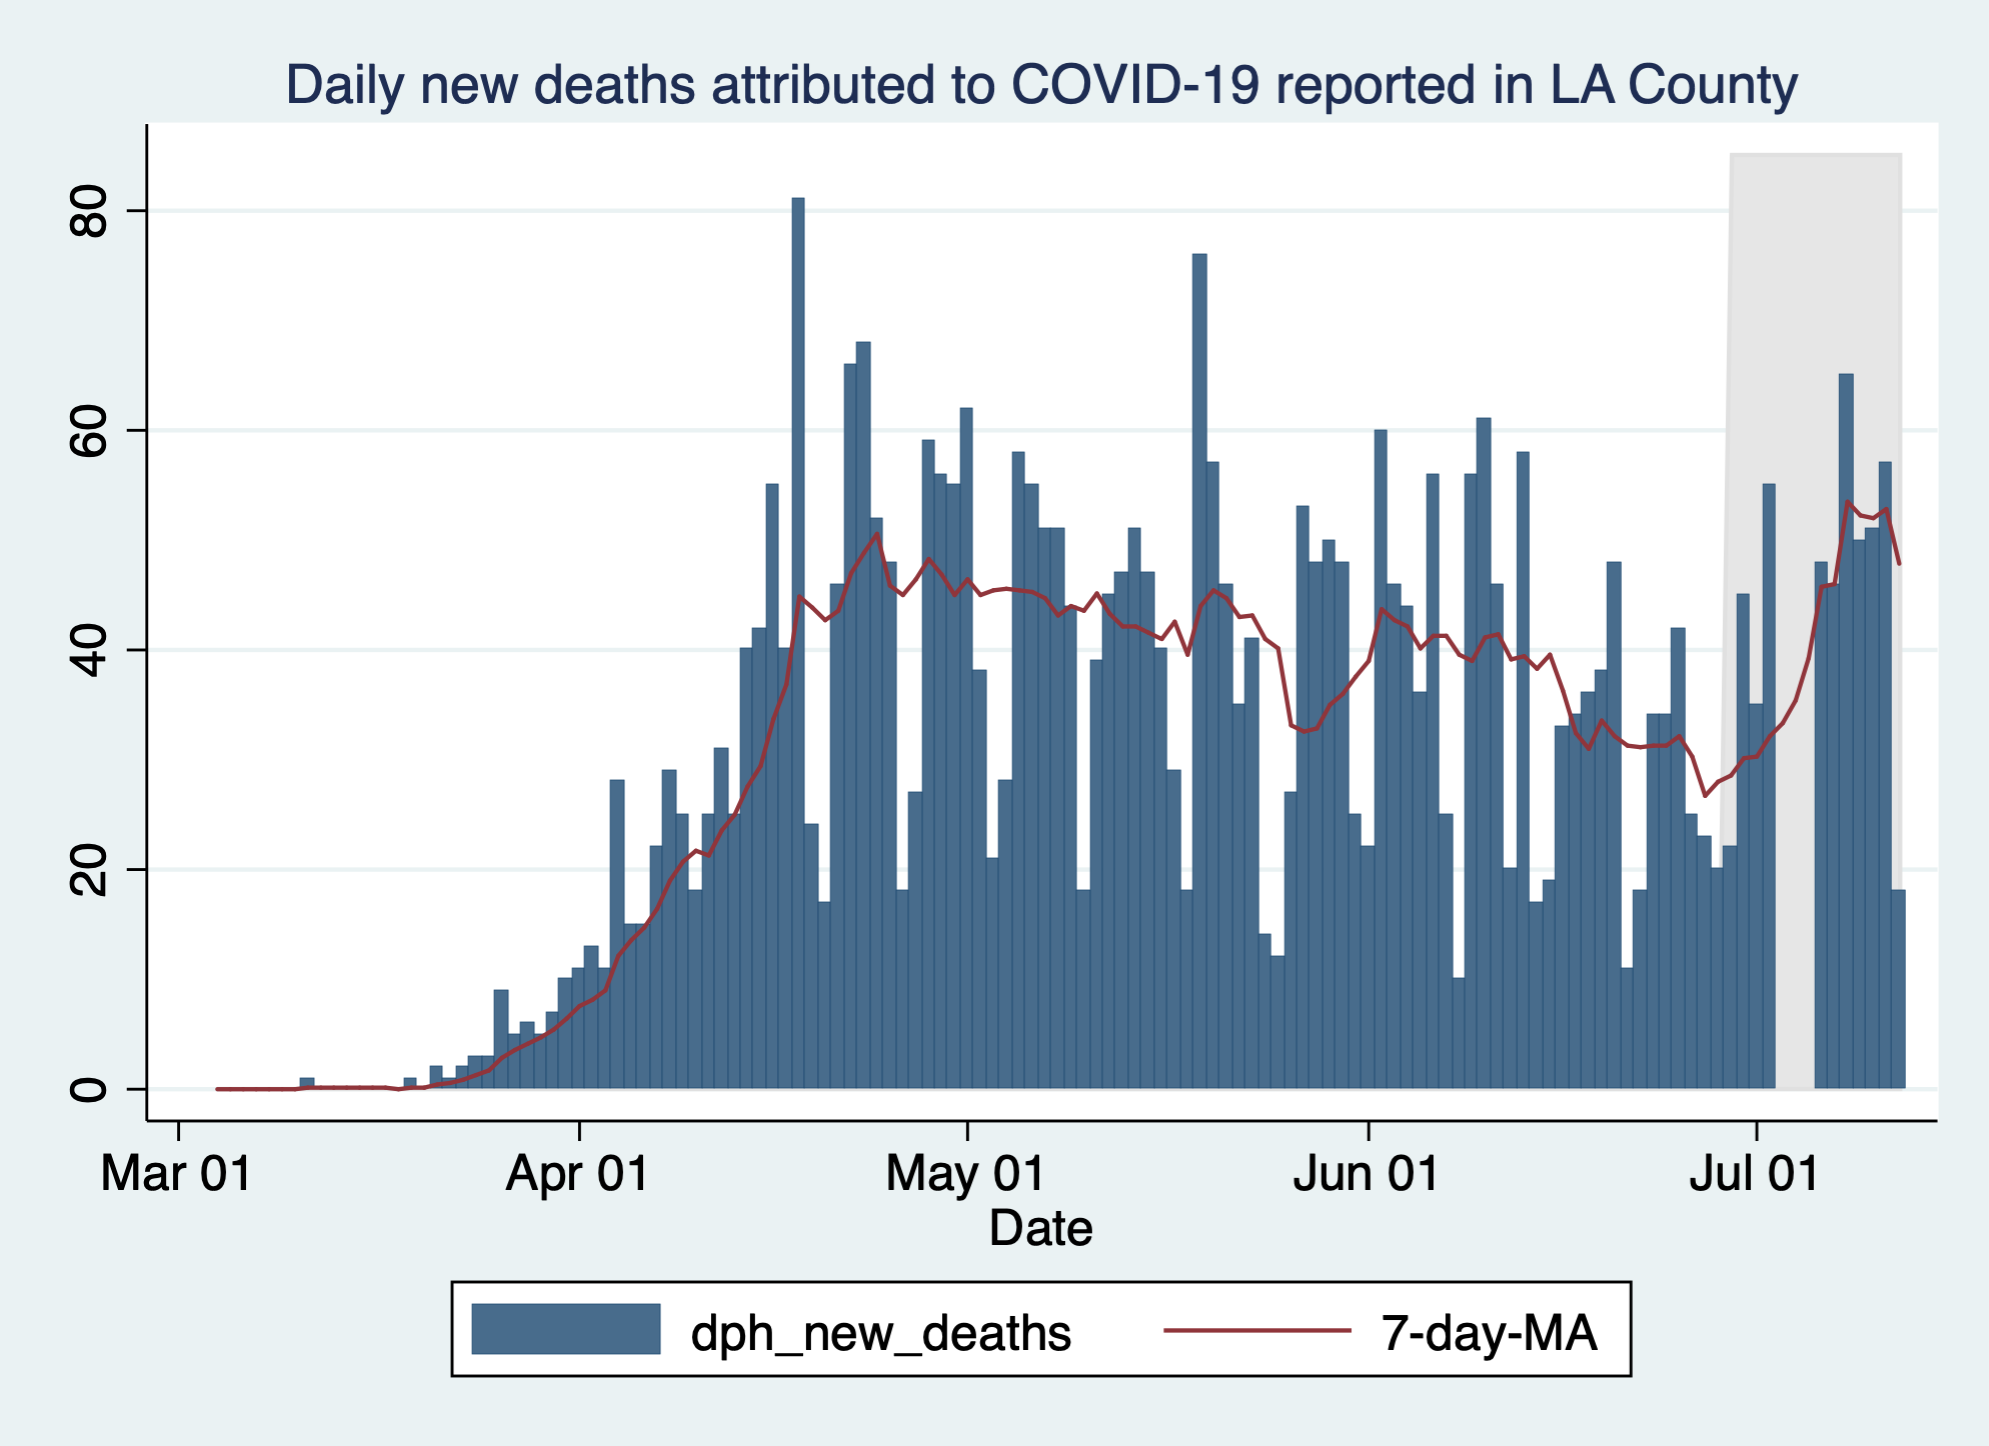 Daily new deaths attributed to COVID-19 reported in LA County
80
60
40
20
0
Mar 01 Apr 01 May 01 Jun 01 Jul 01
Date
dph_new_deaths 7-day-MA